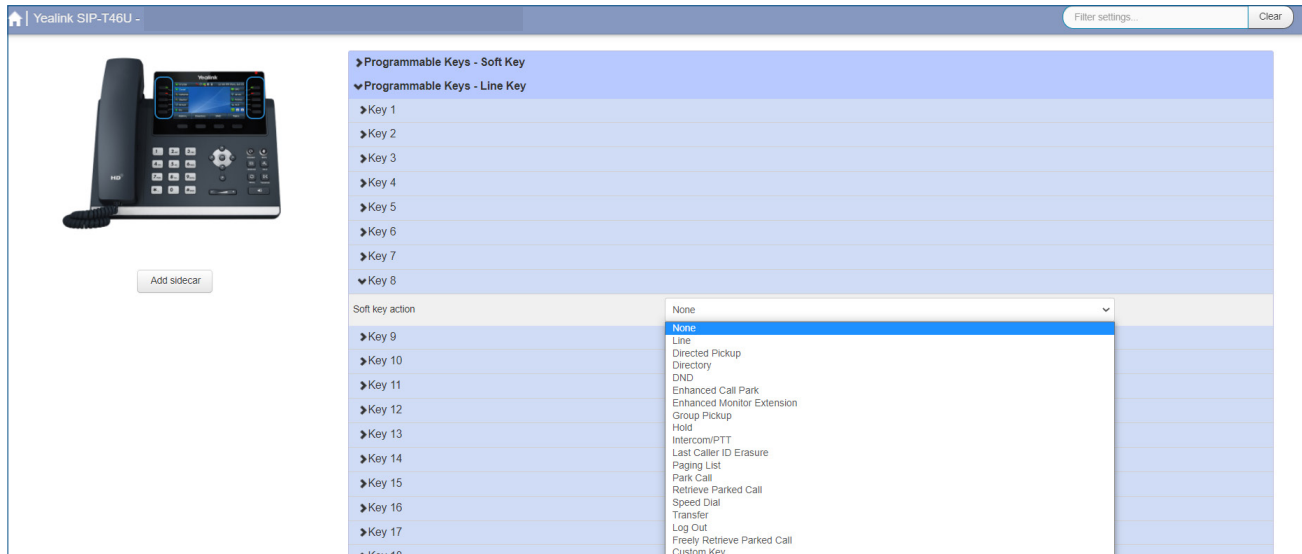 Yealink SIP-T46U -
Filter settings...
Clear
Programmable Keys - Soft Key
Programmable Keys - Line Key
Key 1
Key 2
Key 3
Key 4
Key 5
Key 6
Key 7
Key 8
Add sidecar
Soft key action
None
None
Line
Directed Pickup
Directory
DND
Enhanced Call Park
Enhanced Monitor Extension
Group Pickup
Hold
Intercom/PTT
Last Caller ID Erasure
Paging List
Park Call
Retrieve Parked Call
Speed Dial
Transfer
Log Out
Freely Retrieve Parked Call
Custom Key
Key 9
Key 10
Key 11
Key 12
Key 13
Key 14
Key 15
Key 16
Key 17
Key 18
Yealink
HD